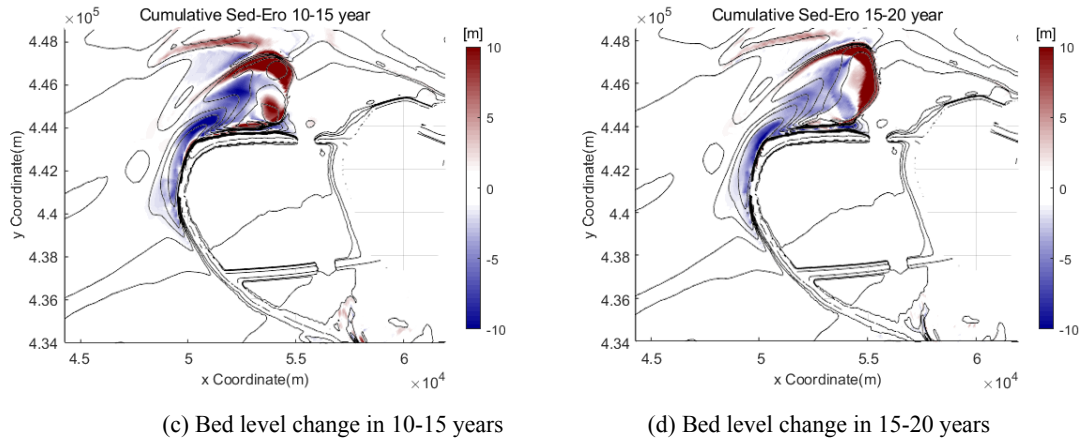 ×10⁵ Cumulative Sed-Ero 10-15 year
[m]
4.48
4.46
4.44
4.42
4.4
4.38
4.36
4.34
y Coordinate(m)
10
5
0
-5
-10
4.5 5 5.5 6
x Coordinate(m) ×10⁴
(c) Bed level change in 10-15 years
×10⁵ Cumulative Sed-Ero 15-20 year
[m]
4.48
4.46
4.44
4.42
4.4
4.38
4.36
4.34
y Coordinate(m)
10
5
0
-5
-10
4.5 5 5.5 6
x Coordinate(m) ×10⁴
(d) Bed level change in 15-20 years